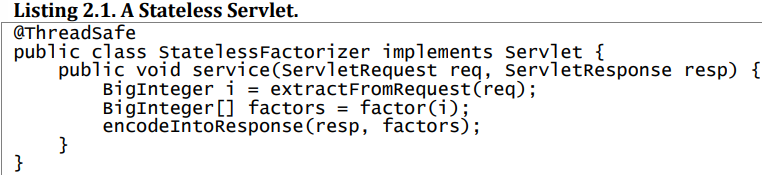 Listing 2.1. A Stateless Servlet.
@ThreadSafe
public class StatelessFactorizer implements Servlet {
    public void service(ServletRequest req, ServletResponse resp) {
        BigInteger i = extractFromRequest(req);
        BigInteger[] factors = factor(i);
        encodeIntoResponse(resp, factors);
    }
}